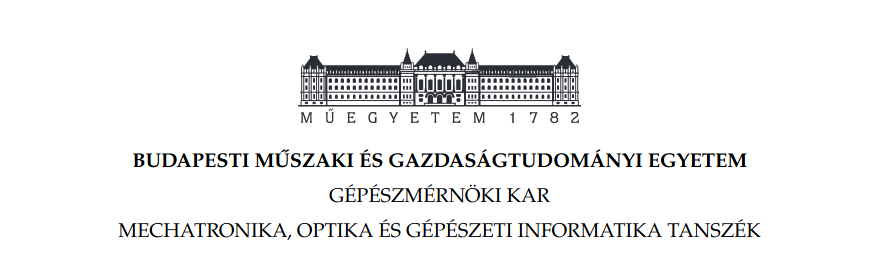 MŰEGYETEM 1782
BUDAPESTI MŰSZAKI ÉS GAZDASÁGTUDOMÁNYI EGYETEM
GÉPÉSZMÉRNÖKI KAR
MECHATRONIKA, OPTIKA ÉS GÉPÉSZETI INFORMATIKA TANSZÉK